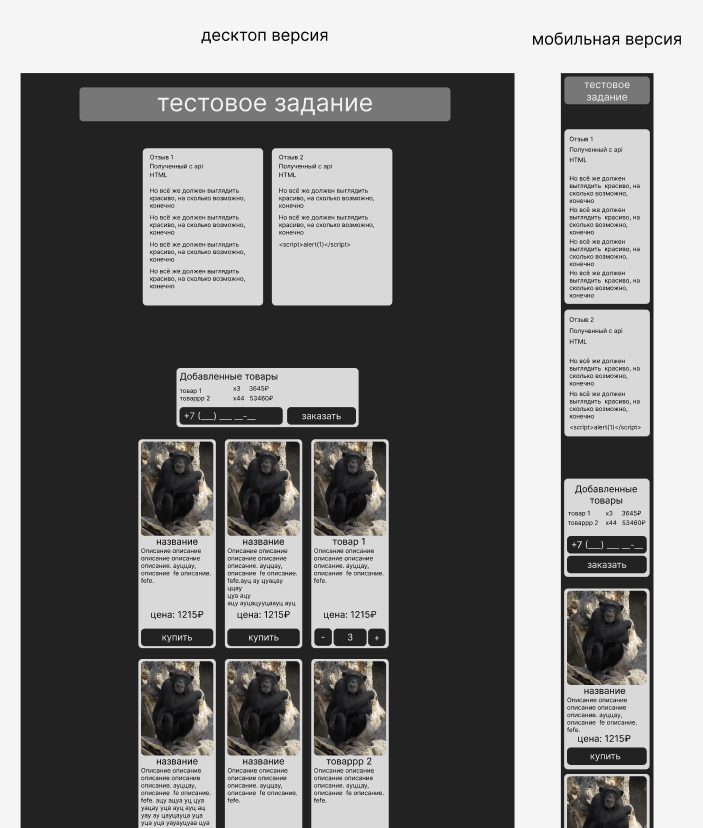 десктоп версия
мобильная версия
тестовое задание
Отзыв 1
Полученный с api
HTML
Но всё же должен выглядить
красиво, на сколько возможно,
конечно
Но всё же должен выглядить
красиво, на сколько возможно,
конечно
Но всё же должен выглядить
красиво, на сколько возможно,
конечно
Но всё же должен выглядить
красиво, на сколько возможно,
конечно
Отзыв 2
Полученный с api
HTML
Но всё же должен выглядить
красиво, на сколько возможно,
конечно
Но всё же должен выглядить
красиво, на сколько возможно,
конечно
<script>alert(1)</script>
Добавленные товары
товар 1 x3 3645₽
товаррр 2 x44 53460₽
+7 (___) ___ __-__ заказать
название
Описание описание
описание описание
описание. ауццау,
описание fe описание.
fefe.
цена: 1215₽
купить
название
Описание описание
описание описание
описание. ауццау,
описание fe описание.
fefe.ауц ау цуацау
ццау
цуа ацу
ацу ауцацууцауц ауц
цена: 1215₽
купить
товар 1
Описание описание
описание описание
описание. ауццау,
описание fe описание.
fefe.
цена: 1215₽
- 3 +
название
Описание описание
описание описание
описание. ауццау,
описание fe описание.
fefe. ацу ацуа уц цуа
уацау уца ауц ауц ац
уау ау цауцауца уца
уца уца уауауцуаа цуа
название
Описание описание
описание описание
описание. ауццау,
описание fe описание.
fefe.
товаррр 2
Описание описание
описание описание
описание. ауццау,
описание fe описание.
fefe.
тестовое
задание
Отзыв 1
Полученный с api
HTML
Но всё же должен
выглядить красиво, на
сколько возможно,
конечно
Но всё же должен
выглядить красиво, на
сколько возможно,
конечно
Но всё же должен
выглядить красиво, на
сколько возможно,
конечно
Но всё же должен
выглядить красиво, на
сколько возможно,
конечно
Отзыв 2
Полученный с api
HTML
Но всё же должен
выглядить красиво, на
сколько возможно,
конечно
Но всё же должен
выглядить красиво, на
сколько возможно,
конечно
<script>alert(1)</script>
Добавленные
товары
товар 1 x3 3645₽
товаррр 2 x44 53460₽
+7 (___) ___ __-__
заказать
название
Описание описание
описание описание
описание. ауццау,
описание fe описание.
fefe.
цена: 1215₽
купить